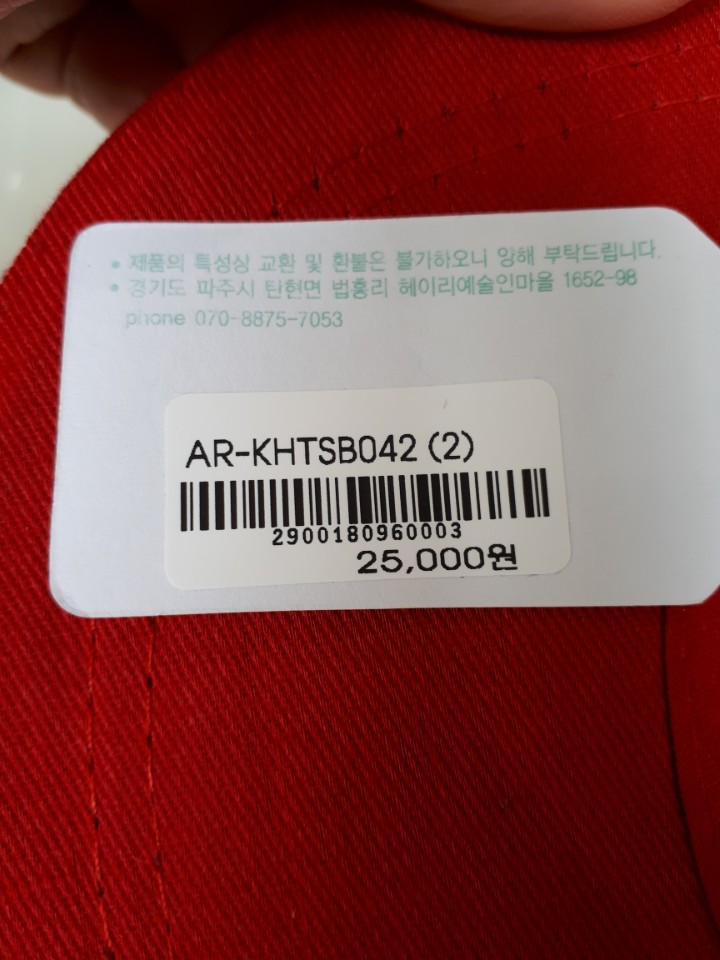 • 제품의 특성상 교환 및 환불은 불가하오니 양해 부탁드립니다.
• 경기도 파주시 탄현면 법흥리 헤이리예술인마을 1652-98
phone 070-8875-7053
AR-KHTSB042 (2)
2900180960003
25,000원